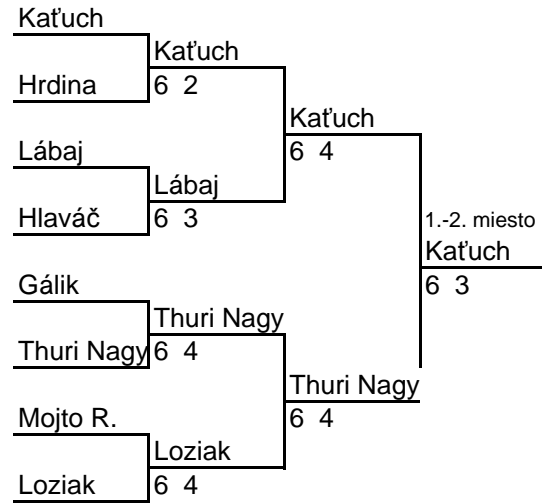 Kaťuch
Kaťuch
Hrdina
6 2
Kaťuch
6 4
Lábaj
Lábaj
Hlaváč
6 3
1.-2. miesto
Kaťuch
6 3
Gálik
Thuri Nagy
Thuri Nagy
6 4
Thuri Nagy
6 4
Mojto R.
Loziak
Loziak
6 4